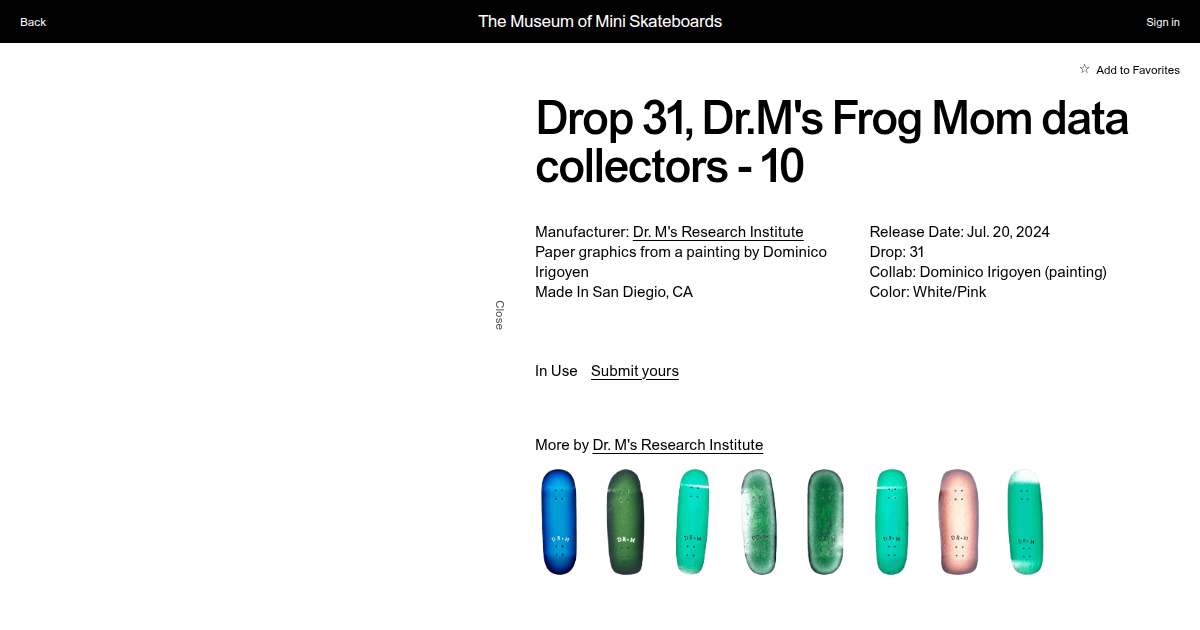 Back
The Museum of Mini Skateboards
Sign in
☆ Add to Favorites
Drop 31, Dr.M's Frog Mom data
collectors - 10
Manufacturer: Dr. M's Research Institute
Paper graphics from a painting by Dominico
Irigoyen
Made In San Diegio, CA
Release Date: Jul. 20, 2024
Drop: 31
Collab: Dominico Irigoyen (painting)
Color: White/Pink
Close
In Use Submit yours
More by Dr. M's Research Institute